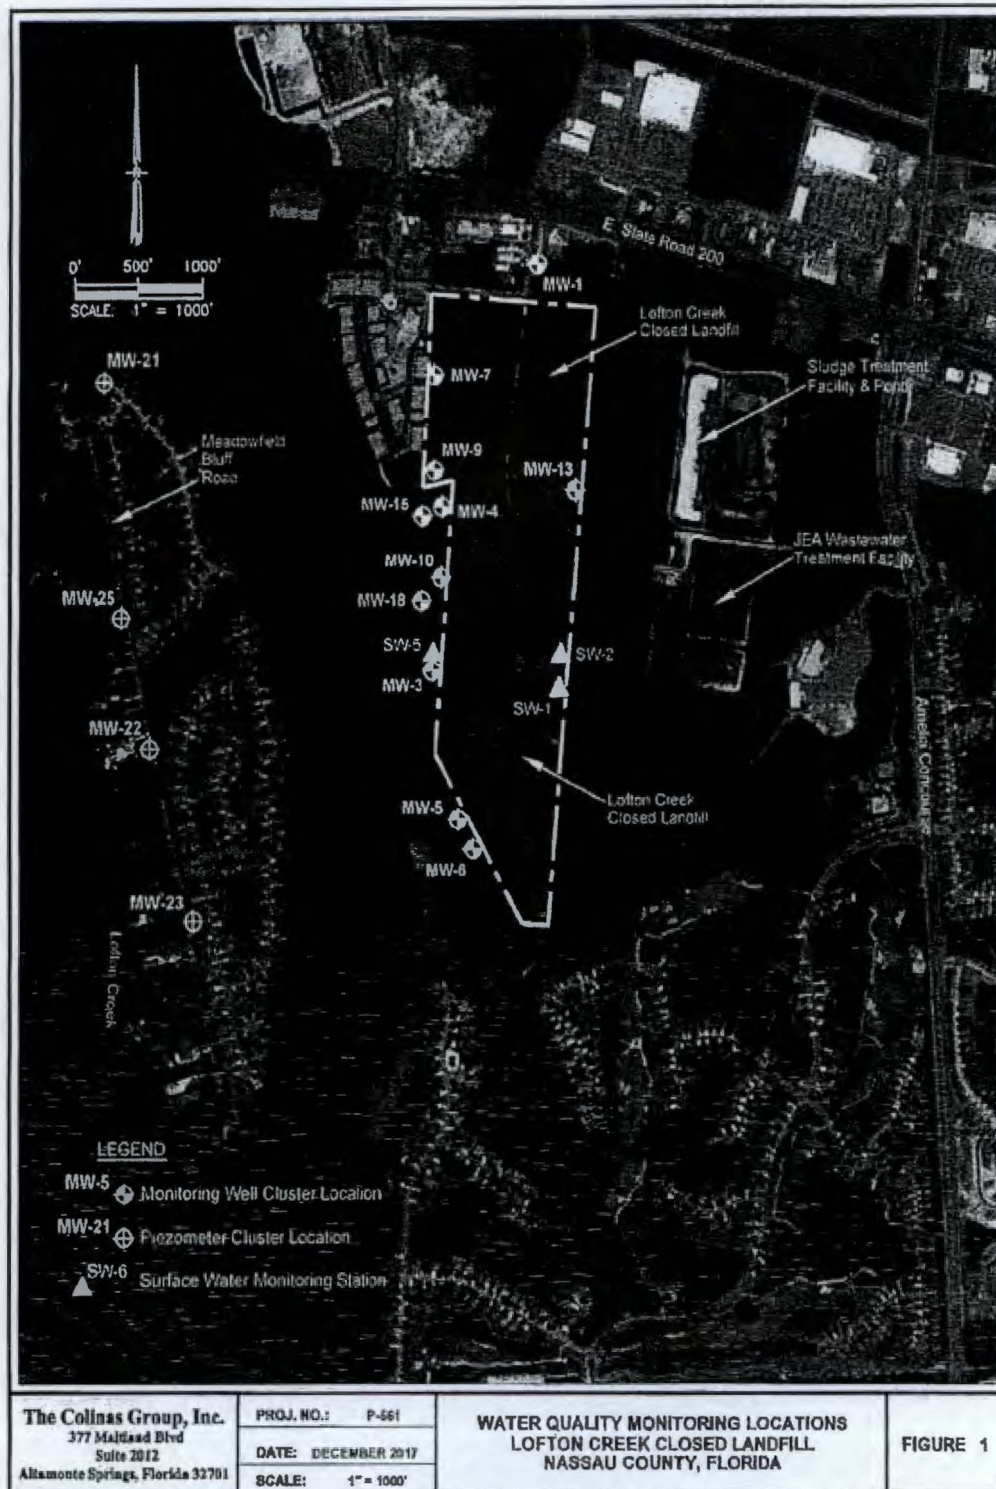 0' 500' 1000'
SCALE: 1" = 1000'
E. State Road 200
MW-1
Lofton Creek
Closed Landfill
MW-21
MW-7
Sludge Treatment
Facility & Pond
Meadowfield
Bluff
Road
MW-9
MW-13
MW-15
MW-4
JEA Wastewater
Treatment Facility
MW-10
MW-25
MW-18
SW-5
SW-2
MW-3
SW-1
MW-22
Amelia Concourse
MW-5
Lofton Creek
Closed Landfill
MW-6
MW-23
Lofton Creek
LEGEND
MW-5 Monitoring Well Cluster Location
MW-21 Piezometer Cluster Location
SW-6 Surface Water Monitoring Station
The Colinas Group, Inc.
377 Maitland Blvd
Suite 2012
Altamonte Springs, Florida 32701
PROJ. NO.: P-561
DATE: DECEMBER 2017
SCALE: 1" = 1000'
WATER QUALITY MONITORING LOCATIONS
LOFTON CREEK CLOSED LANDFILL
NASSAU COUNTY, FLORIDA
FIGURE 1